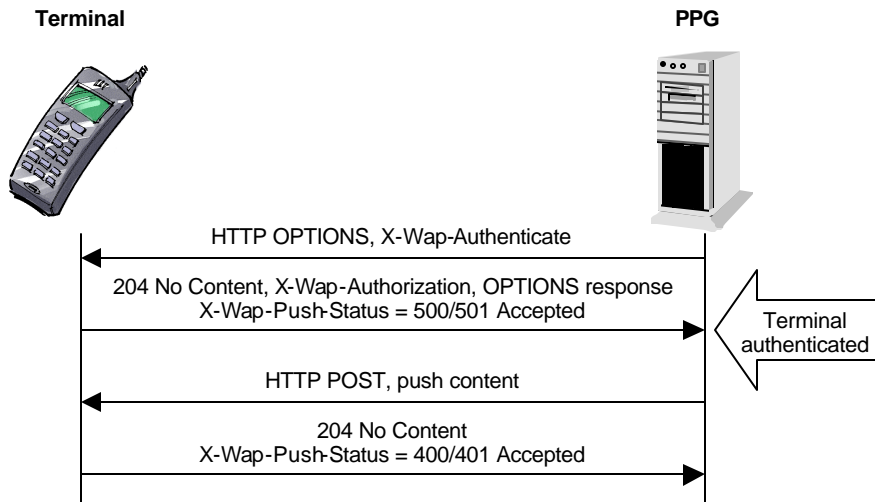 Terminal
PPG
HTTP OPTIONS, X-Wap-Authenticate
204 No Content, X-Wap-Authorization, OPTIONS response
X-Wap-Push-Status = 500/501 Accepted
Terminal
authenticated
HTTP POST, push content
204 No Content
X-Wap-Push-Status = 400/401 Accepted